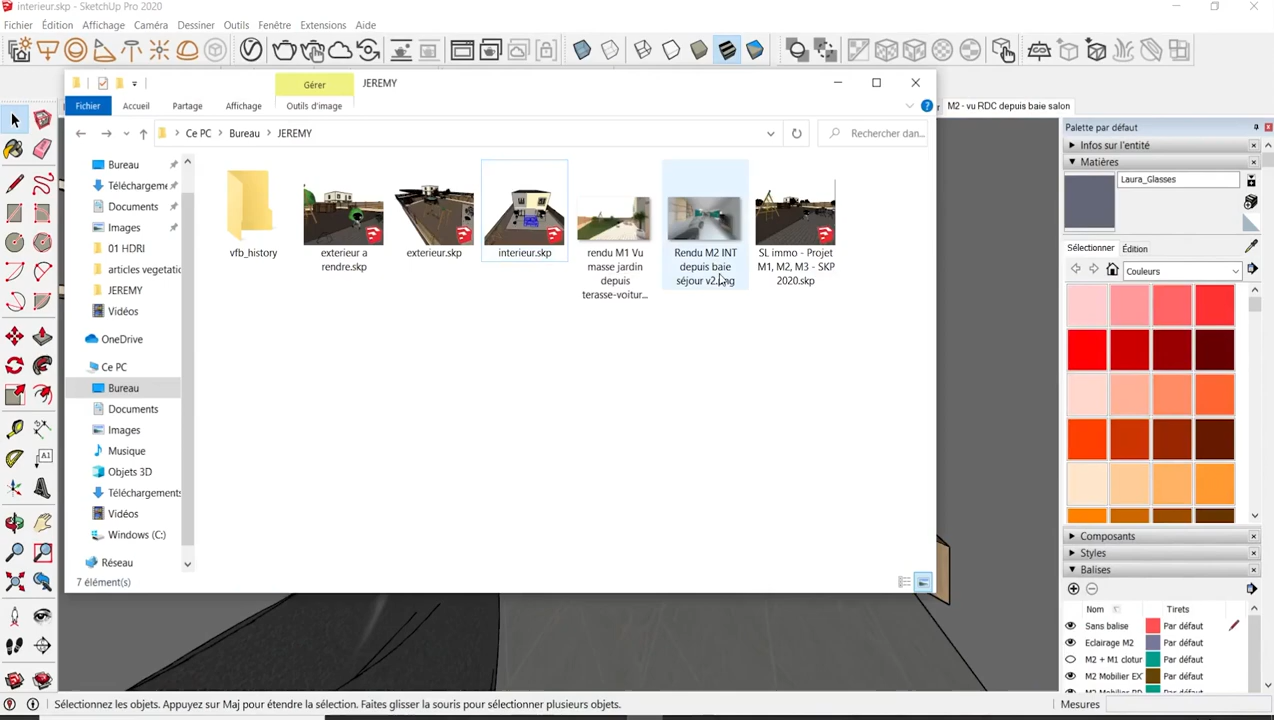 interieur.skp - SketchUp Pro 2020
Fichier Édition Affichage Caméra Dessiner Outils Fenêtre Extensions Aide
Gérer JEREMY
Fichier Accueil Partage Affichage Outils d'image
M2 - vu RDC depuis baie salon
Ce PC Bureau JEREMY
Rechercher dan...
Bureau
Téléchargeme
Documents
Images
01 HDRI
articles vegetati
JEREMY
Vidéos
OneDrive
Ce PC
Bureau
Documents
Images
Musique
Objets 3D
Téléchargements
Vidéos
Windows (C:)
Réseau
7 élément(s)
vfb_history
exterieur a
rendre.skp
exterieur.skp
interieur.skp
rendu M1 Vu
masse jardin
depuis
terasse-voitur...
Rendu M2 INT
depuis baie
séjour v2.png
SL immo - Projet
M1, M2, M3 - SKP
2020.skp
Palette par défaut
Infos sur l'entité
Matières
Laura_Glasses
Sélectionner Édition
Couleurs
Composants
Styles
Balises
Nom Tirets
Sans balise Par défaut
Eclairage M2 Par défaut
M2 + M1 clotur Par défaut
M2 Mobilier EX Par défaut
Sélectionnez les objets. Appuyez sur Maj pour étendre la sélection. Faites glisser la souris pour sélectionner plusieurs objets.
Mesures